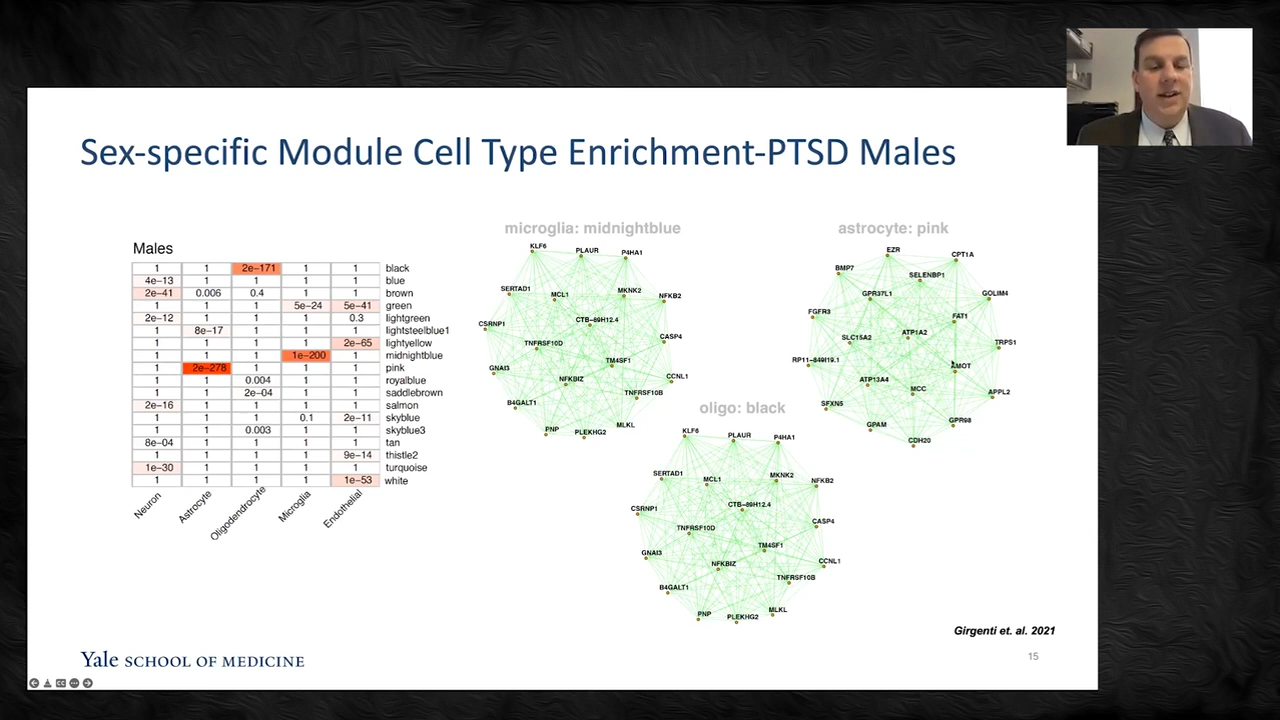 Sex-specific Module Cell Type Enrichment-PTSD Males
Males
1 1 2e−171 1 1 black
4e−13 1 1 1 1 blue
2e−41 0.006 0.4 1 1 brown
1 1 1 5e−24 5e−41 green
2e−12 1 1 1 0.3 lightgreen
1 8e−17 1 1 1 lightsteelblue1
1 1 1 1 2e−65 lightyellow
1 1 1 1e−200 1 midnightblue
1 2e−278 1 1 1 pink
1 1 0.004 1 1 royalblue
1 1 2e−04 1 1 saddlebrown
2e−16 1 1 1 1 salmon
1 1 1 0.1 2e−11 skyblue
1 1 0.003 1 1 skyblue3
8e−04 1 1 1 1 tan
1 1 1 1 9e−14 thistle2
1e−30 1 1 1 1 turquoise
1 1 1 1 1e−53 white
Neuron
Astrocyte
Oligodendrocyte
Microglia
Endothelial
microglia: midnightblue
KLF6
PLAUR
P4HA1
SERTAD1
MCL1
MKNK2
NFKB2
CSRNP1
CTB−89H12.4
CASP4
TNFRSF10D
TM4SF1
GNAI3
NFKBIZ
CCNL1
TNFRSF10B
B4GALT1
MLKL
PNP
PLEKHG2
astrocyte: pink
EZR
CPT1A
BMP7
SELENBP1
GPR37L1
GOLIM4
FGFR3
FAT1
SLC15A2
ATP1A2
TRPS1
RP11−849I19.1
AMOT
ATP13A4
MCC
APPL2
SFXN5
GPAM
GPR98
CDH20
oligo: black
KLF6
PLAUR
P4HA1
SERTAD1
MCL1
MKNK2
NFKB2
CSRNP1
CTB−89H12.4
CASP4
TNFRSF10D
TM4SF1
GNAI3
NFKBIZ
CCNL1
TNFRSF10B
B4GALT1
MLKL
PNP
PLEKHG2
Girgenti et. al. 2021
Yale SCHOOL OF MEDICINE
15